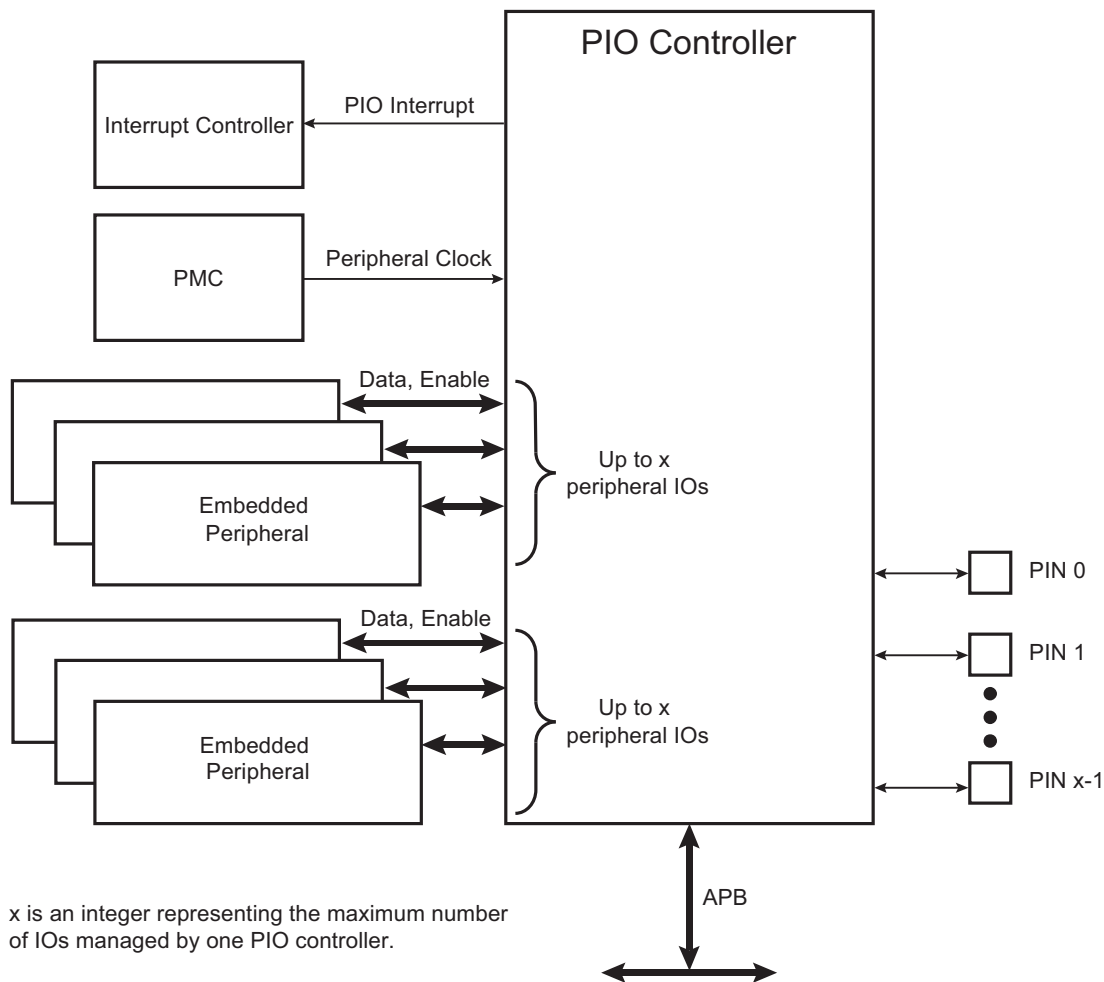 PIO Controller
PIO Interrupt
Interrupt Controller
Peripheral Clock
PMC
Data, Enable
Up to x
peripheral IOs
Embedded
Peripheral
PIN 0
Data, Enable
PIN 1
Up to x
peripheral IOs
Embedded
Peripheral
PIN x-1
APB
x is an integer representing the maximum number
of IOs managed by one PIO controller.